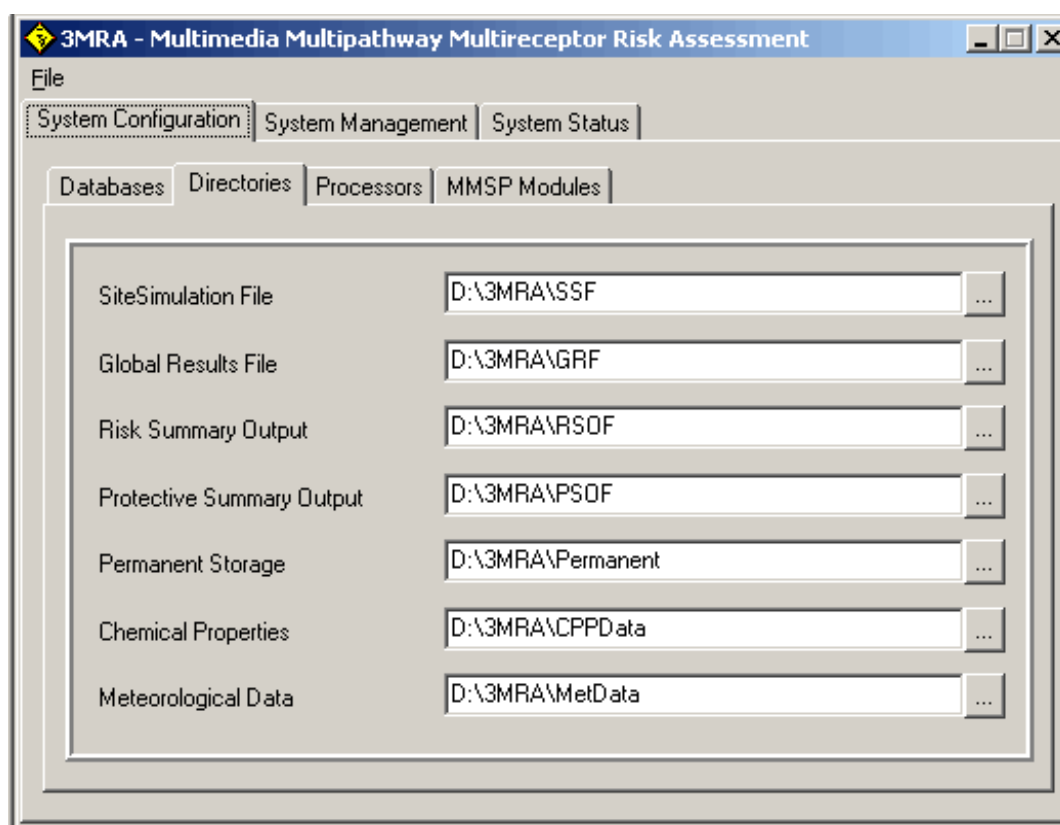 3MRA - Multimedia Multipathway Multireceptor Risk Assessment
File
System Configuration System Management System Status
Databases Directories Processors MMSP Modules
SiteSimulation File D:\3MRA\SSF ...
Global Results File D:\3MRA\GRF ...
Risk Summary Output D:\3MRA\RSOF ...
Protective Summary Output D:\3MRA\PSOF ...
Permanent Storage D:\3MRA\Permanent ...
Chemical Properties D:\3MRA\CPPData ...
Meteorological Data D:\3MRA\MetData ...